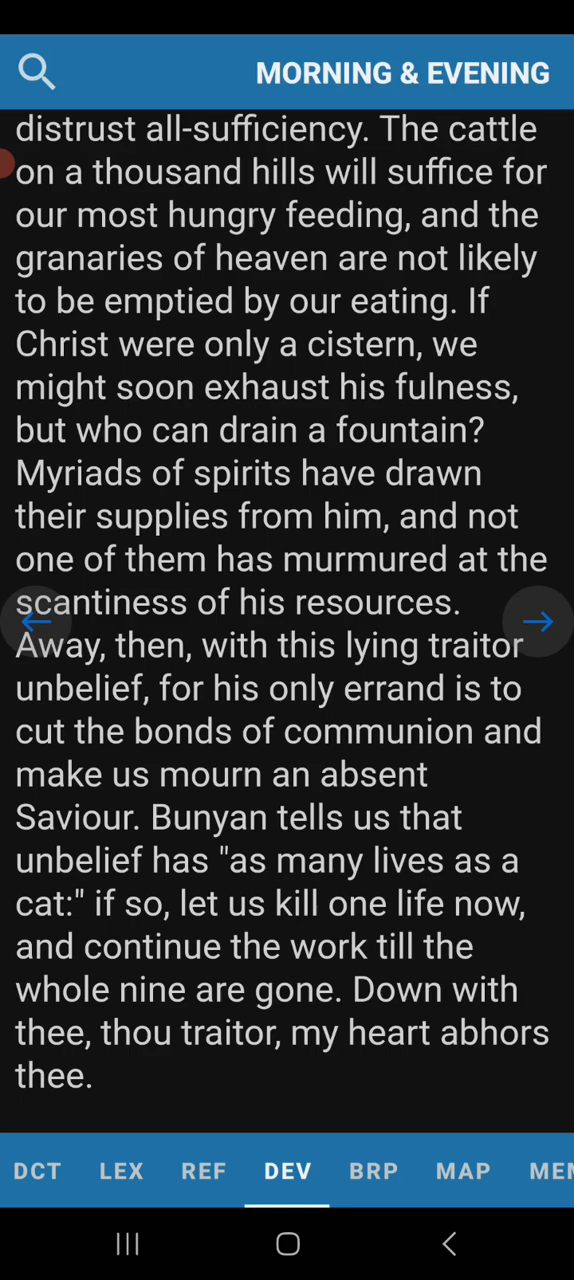 MORNING & EVENING
distrust all-sufficiency. The cattle
on a thousand hills will suffice for
our most hungry feeding, and the
granaries of heaven are not likely
to be emptied by our eating. If
Christ were only a cistern, we
might soon exhaust his fulness,
but who can drain a fountain?
Myriads of spirits have drawn
their supplies from him, and not
one of them has murmured at the
scantiness of his resources.
Away, then, with this lying traitor
unbelief, for his only errand is to
cut the bonds of communion and
make us mourn an absent
Saviour. Bunyan tells us that
unbelief has "as many lives as a
cat:" if so, let us kill one life now,
and continue the work till the
whole nine are gone. Down with
thee, thou traitor, my heart abhors
thee.
DCT LEX REF DEV BRP MAP